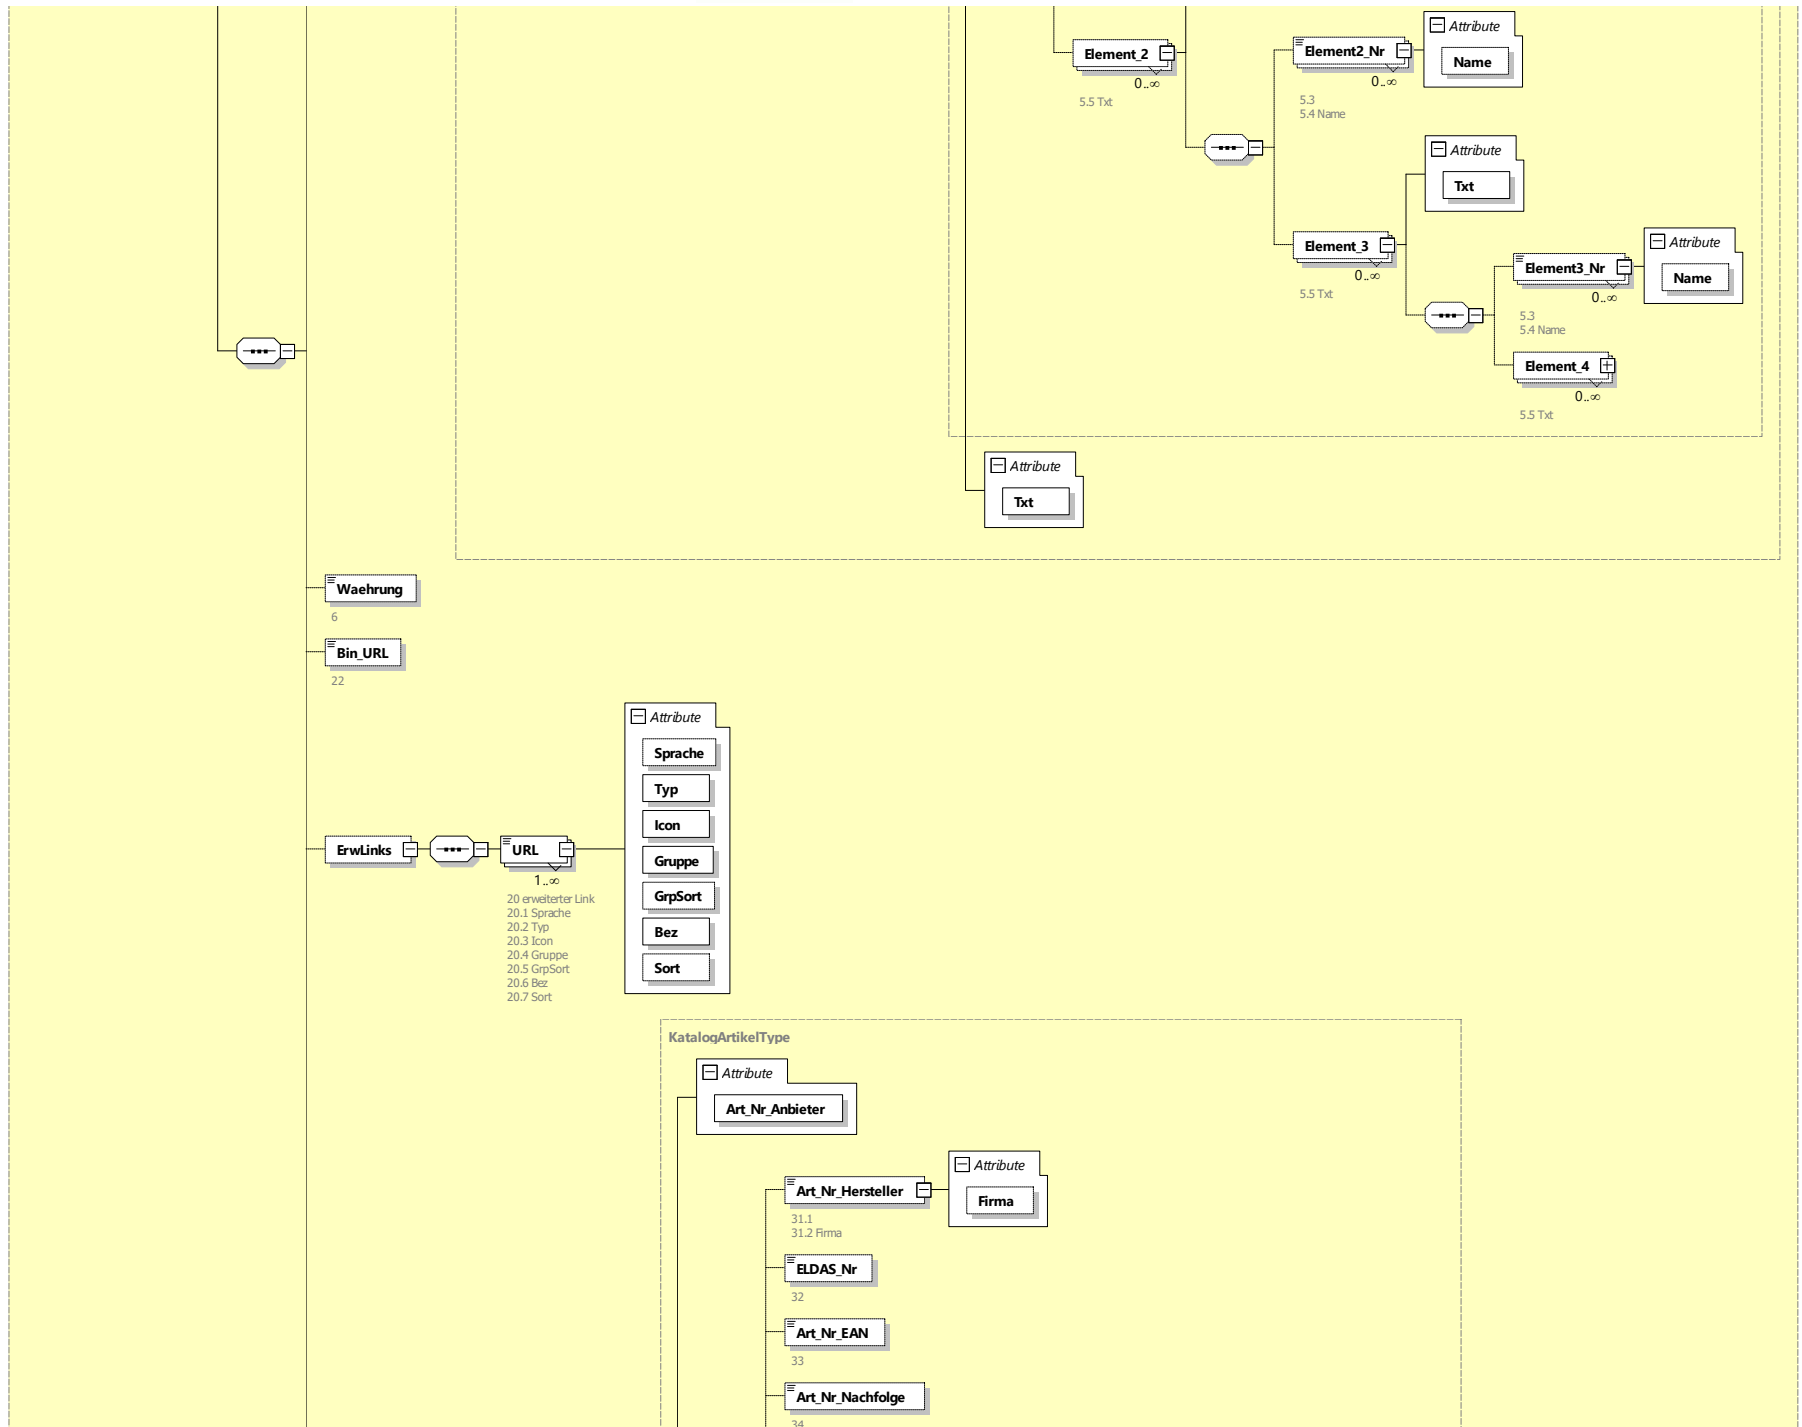 Attribute
Element_2
Element2_Nr
Name
0..∞
0..∞
5.5 Txt
5.3
5.4 Name
Attribute
Txt
Element_3
Attribute
0..∞
Element3_Nr
Name
5.5 Txt
0..∞
5.3
5.4 Name
Element_4
0..∞
5.5 Txt
Attribute
Txt
Waehrung
6
Bin_URL
22
Attribute
Sprache
Typ
Icon
ErwLinks
URL
Gruppe
1..∞
20 erweiterter Link
20.1 Sprache
20.2 Typ
20.3 Icon
20.4 Gruppe
20.5 GrpSort
20.6 Bez
20.7 Sort
GrpSort
Bez
Sort
KatalogArtikelType
Attribute
Art_Nr_Anbieter
Attribute
Art_Nr_Hersteller
Firma
31.1
31.2 Firma
ELDAS_Nr
32
Art_Nr_EAN
33
Art_Nr_Nachfolge
34